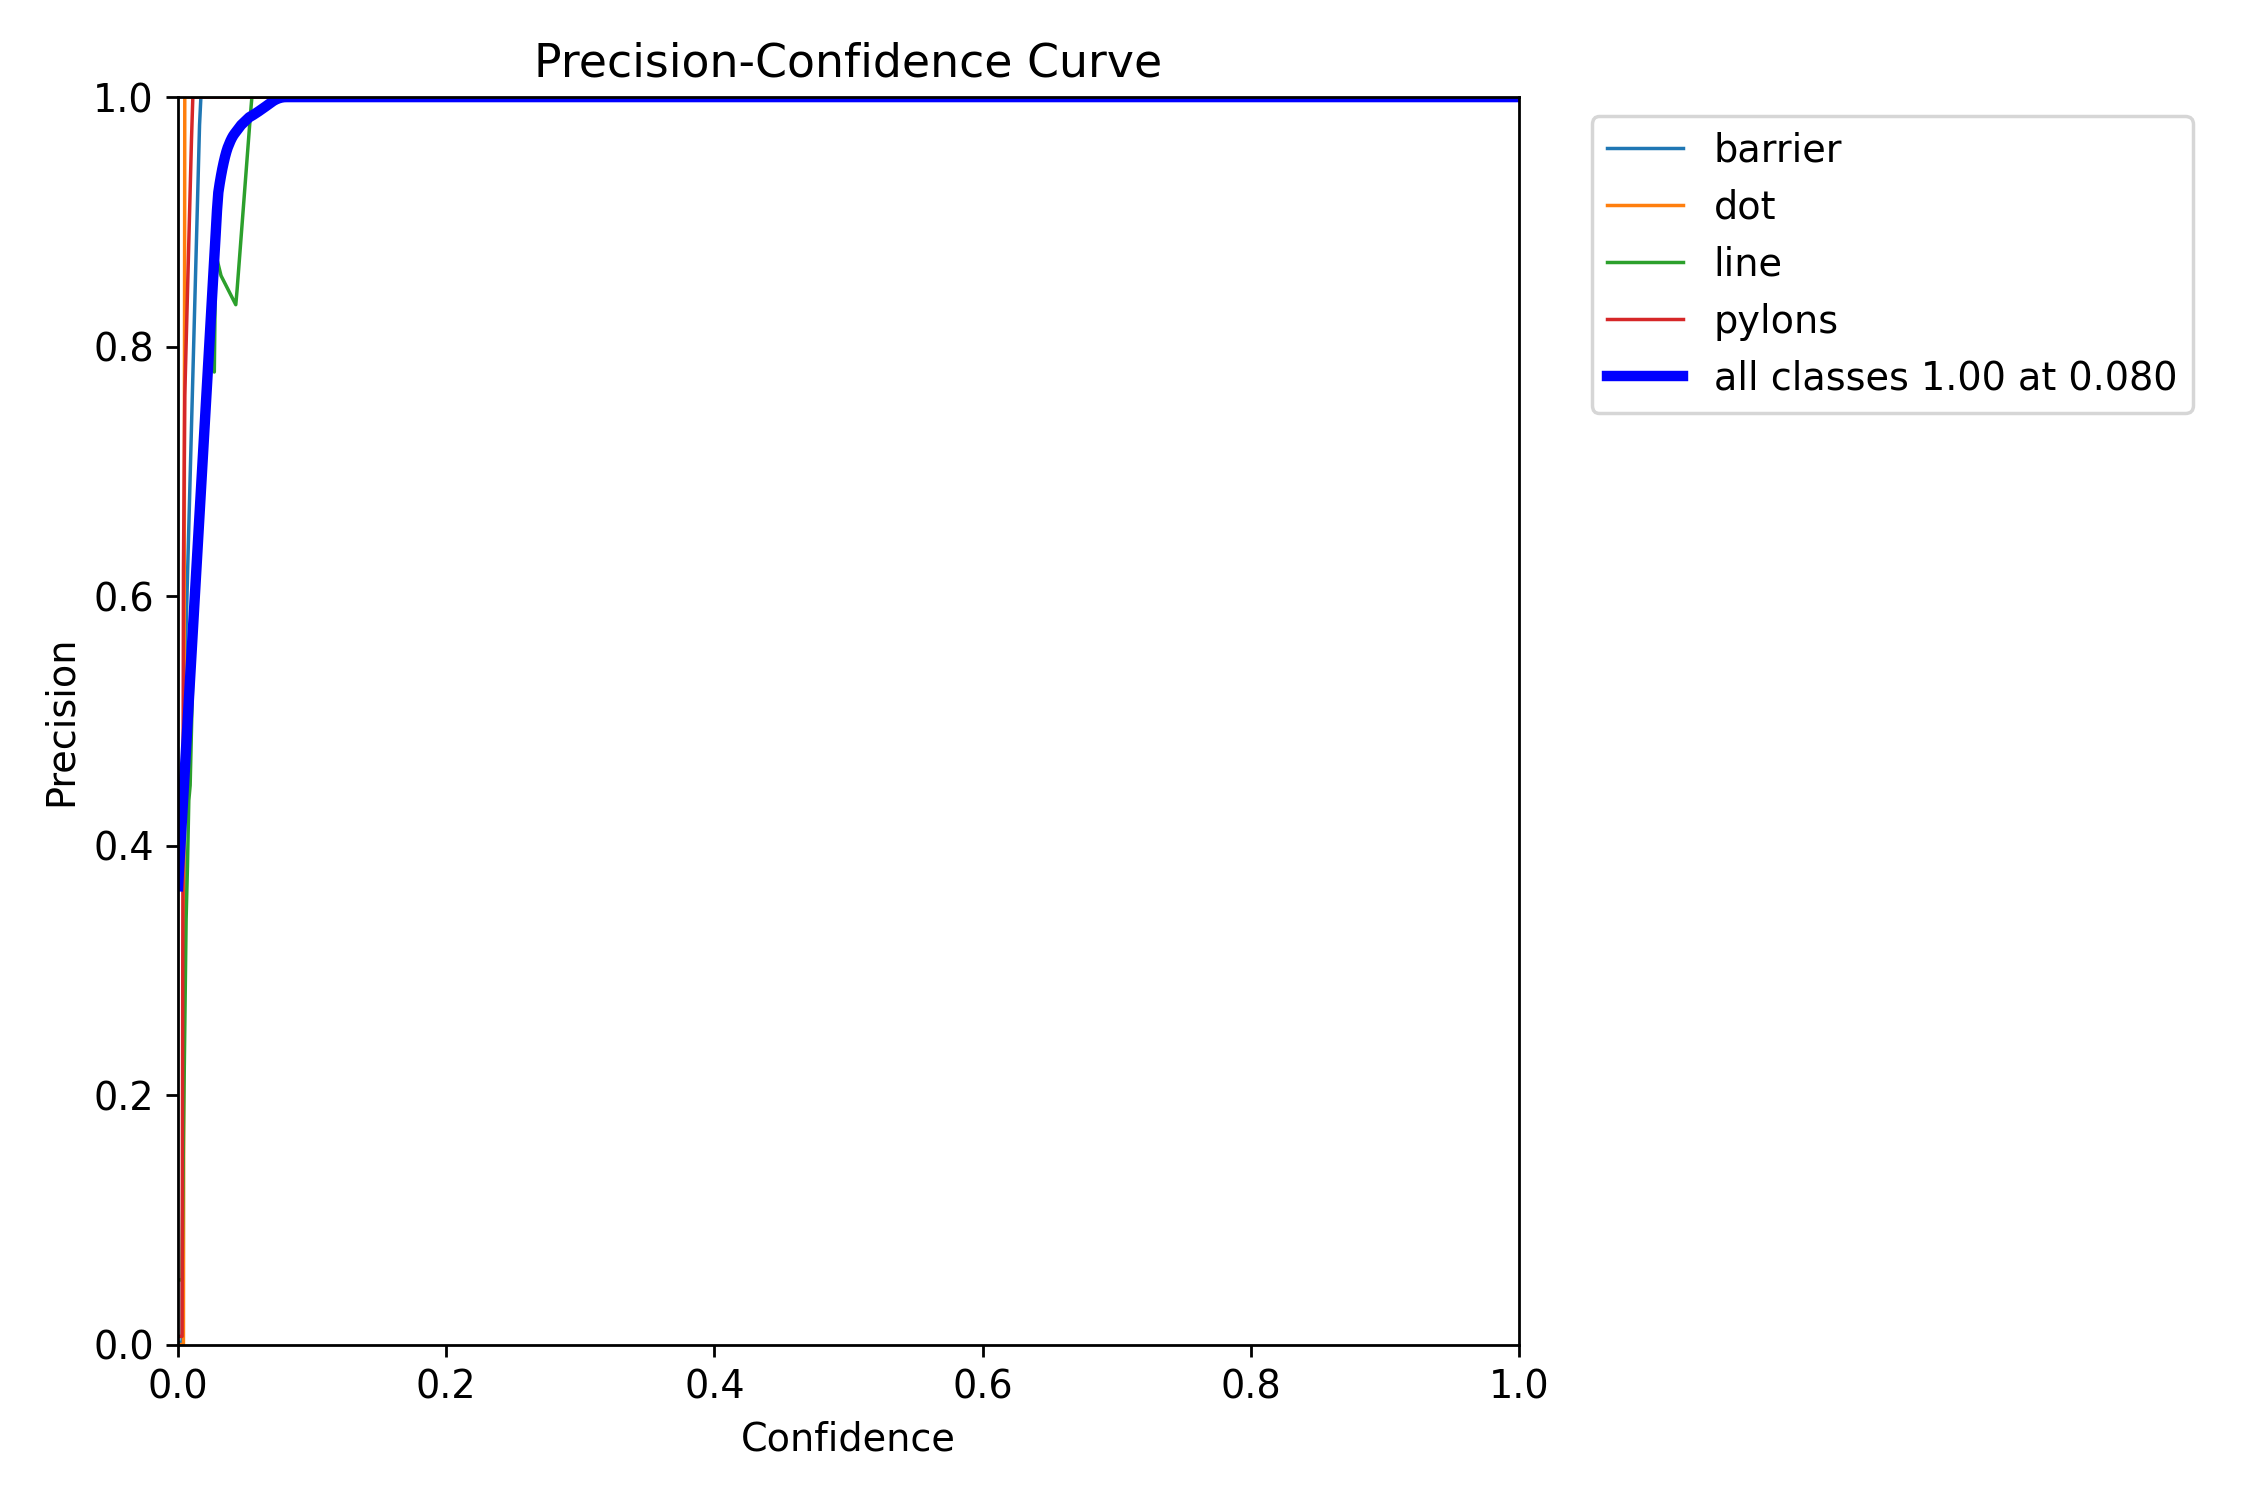 Precision-Confidence Curve
1.0
0.8
0.6
0.4
0.2
0.0
Precision
0.0 0.2 0.4 0.6 0.8 1.0
Confidence
barrier
dot
line
pylons
all classes 1.00 at 0.080